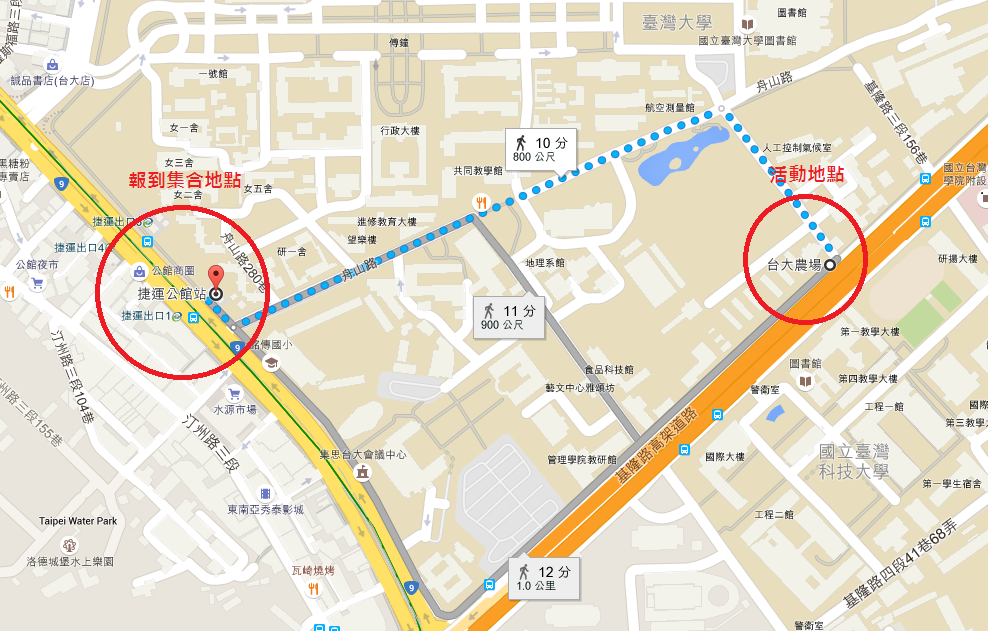 臺灣大學
圖書館
國立臺灣大學圖書館
傅鐘
誠品書店(台大店)
一號館
舟山路
航空測量館
基隆路三段156巷
女一舍
行政大樓
10 分
800 公尺
人工控制氣候室
女三舍
共同教學館
活動地點
報到集合地點
女五舍
女二舍
9
捷運出口3
進修教育大樓
望樂樓
舟山路280巷
捷運出口4
研一舍
公館夜市
公館商圈
舟山路
地理系館
台大農場
研揚大樓
捷運公館站
捷運出口1
11 分
900 公尺
第一教學大樓
9
銘傳國小
圖書館
食品科技館
第四教學大樓
藝文中心雅頌坊
警衛室
水源市場
汀州路三段104巷
工程一館
汀州路三段
基隆路高架道路
第三教學大
汀州路三段155巷
集思台大會議中心
管理學院教研館
國際大樓
國立臺灣
科技大學
第一學生宿舍
東南亞秀泰影城
工程二館
Taipei Water Park
洛德城堡水上樂園
基隆路四段41巷68弄
瓦崎燒烤
12 分
1.0 公里
9
警衛室